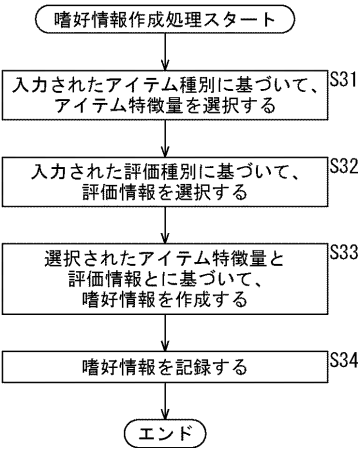 嗜好情報作成処理スタート
S31
入力されたアイテム種別に基づいて、
アイテム特徴量を選択する
S32
入力された評価種別に基づいて、
評価情報を選択する
S33
選択されたアイテム特徴量と
評価情報とに基づいて、
嗜好情報を作成する
S34
嗜好情報を記録する
エンド